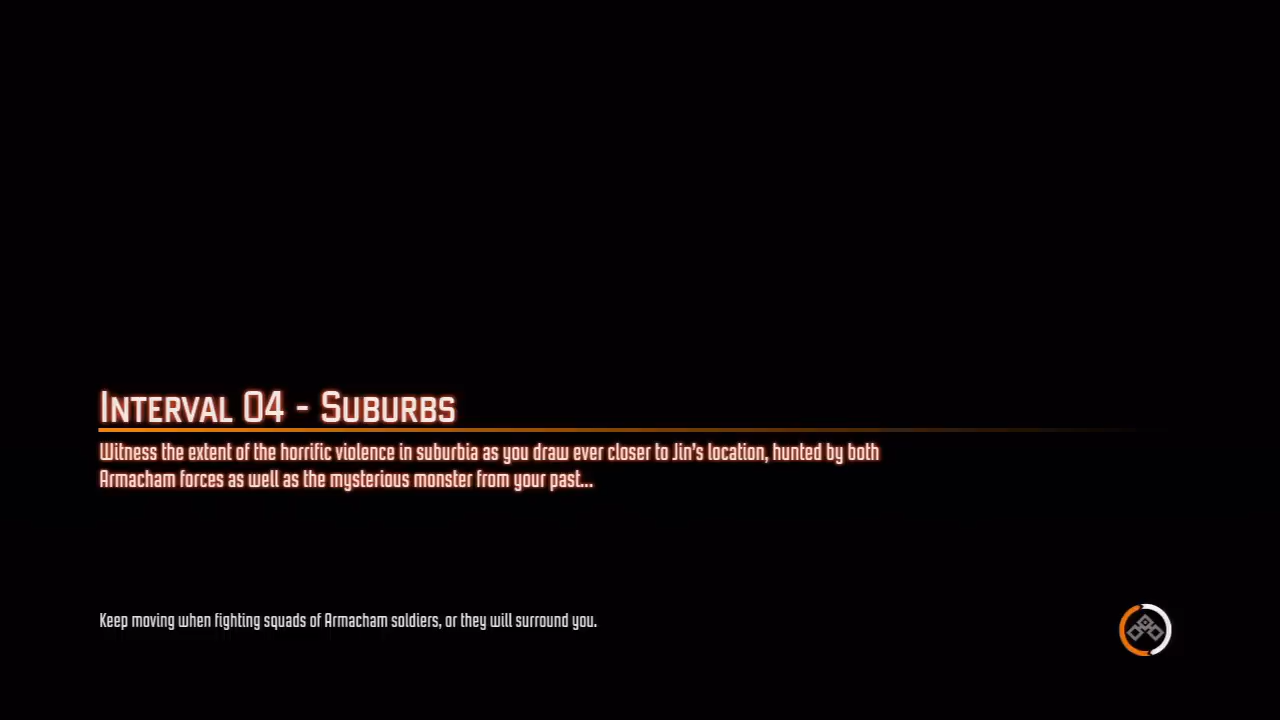 Interval 04 - Suburbs
Witness the extent of the horrific violence in suburbia as you draw ever closer to Jin's location, hunted by both
Armacham forces as well as the mysterious monster from your past...
Keep moving when fighting squads of Armacham soldiers, or they will surround you.